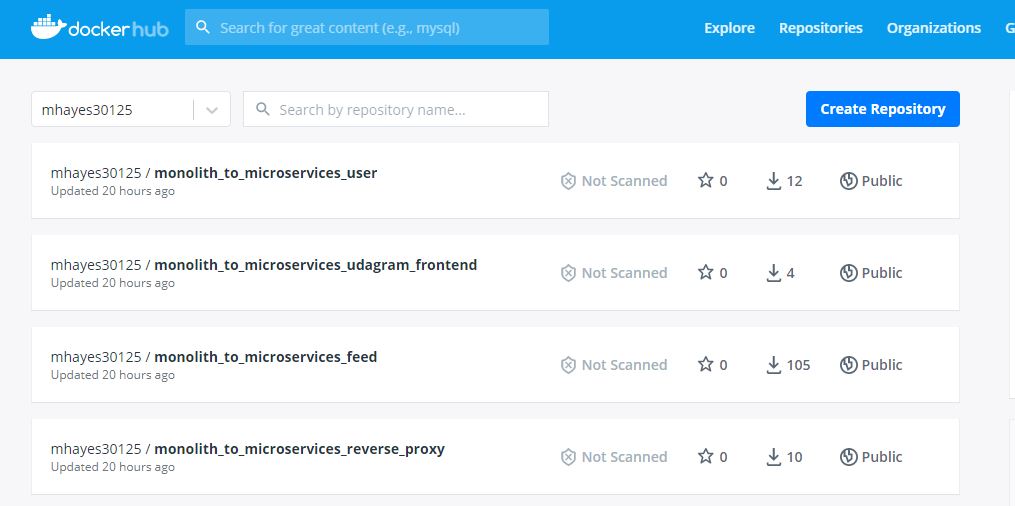 docker hub Search for great content (e.g., mysql) Explore Repositories Organizations G
mhayes30125 Search by repository name... Create Repository
mhayes30125 / monolith_to_microservices_user
Updated 20 hours ago
Not Scanned 0 12 Public
mhayes30125 / monolith_to_microservices_udagram_frontend
Updated 20 hours ago
Not Scanned 0 4 Public
mhayes30125 / monolith_to_microservices_feed
Updated 20 hours ago
Not Scanned 0 105 Public
mhayes30125 / monolith_to_microservices_reverse_proxy
Updated 20 hours ago
Not Scanned 0 10 Public